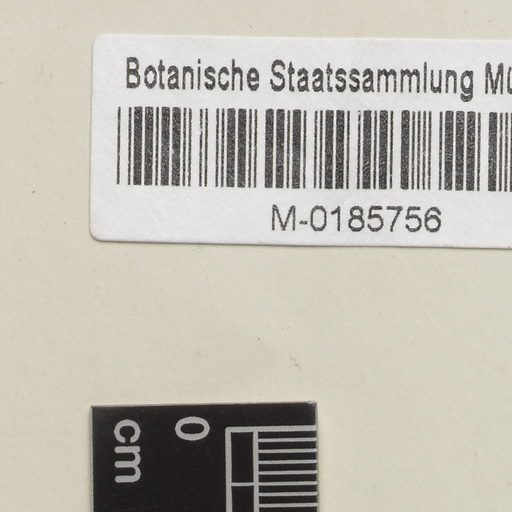 Botanische Staatssammlung
M-0185756
0
cm